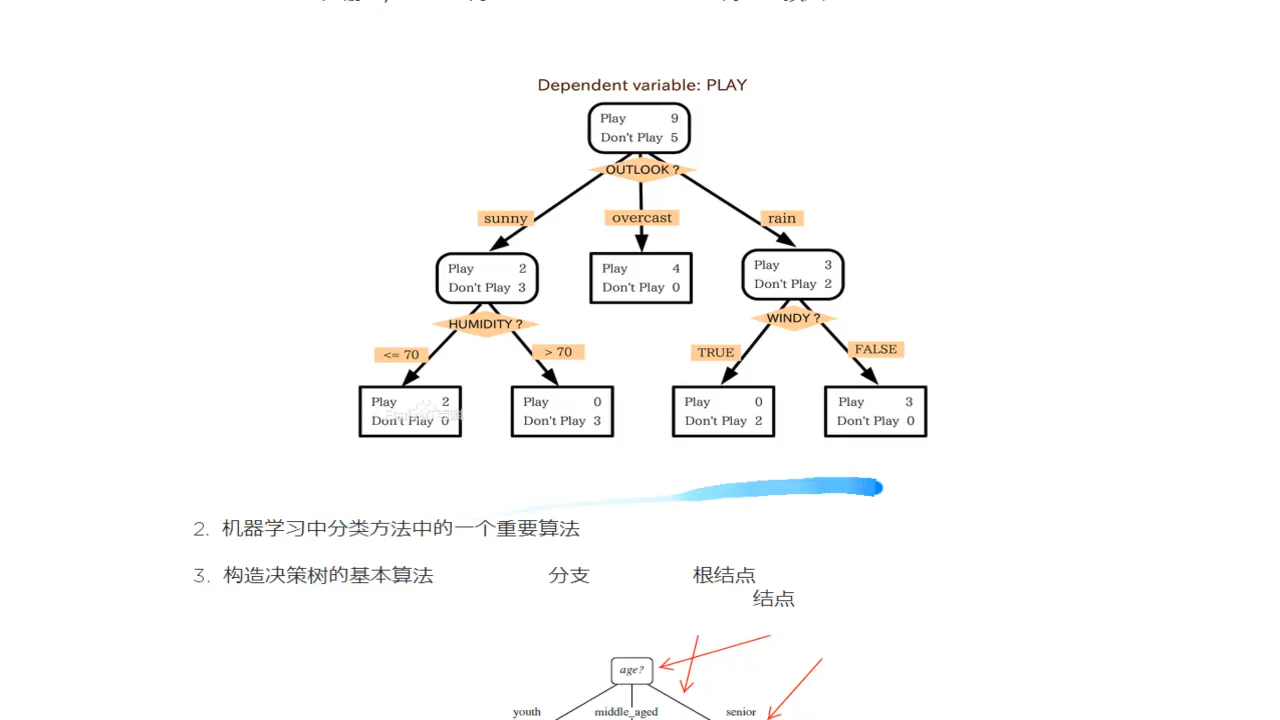 Dependent variable: PLAY
Play 9
Don't Play 5
OUTLOOK ?
sunny
overcast
rain
Play 2
Don't Play 3
Play 4
Don't Play 0
Play 3
Don't Play 2
HUMIDITY ?
WINDY ?
<= 70
> 70
TRUE
FALSE
Play 2
Don't Play 0
Play 0
Don't Play 3
Play 0
Don't Play 2
Play 3
Don't Play 0
2. 机器学习中分类方法中的一个重要算法
3. 构造决策树的基本算法 分支 根结点
结点
age?
youth
middle_aged
senior